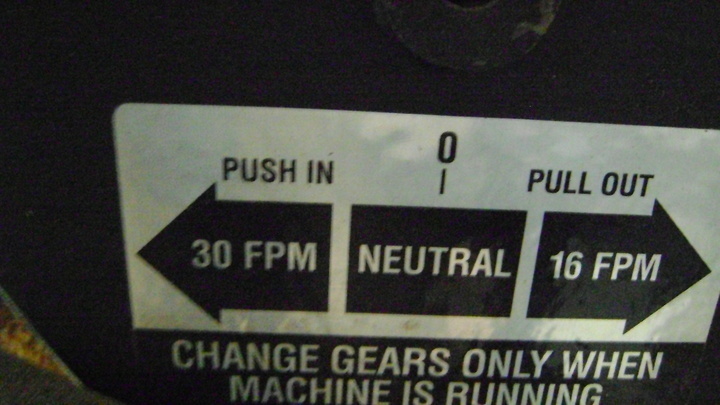 0
PUSH IN | PULL OUT
30 FPM NEUTRAL 16 FPM
CHANGE GEARS ONLY WHEN
MACHINE IS RUNNING